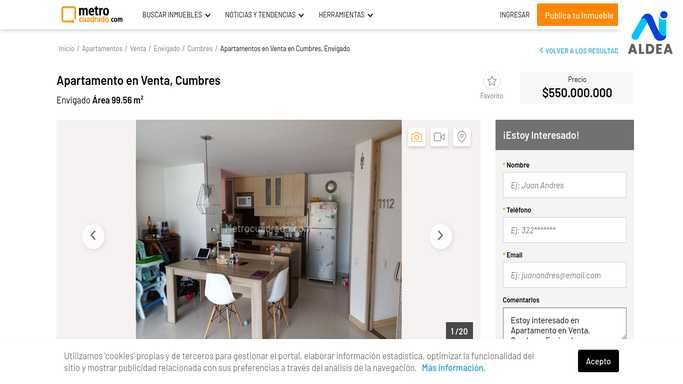 metro
cuadrado.com
BUSCAR INMUEBLES
NOTICIAS Y TENDENCIAS
HERRAMIENTAS
INGRESAR
Publica tu Inmueble
ALDEA
Inicio / Apartamentos / Venta / Envigado / Cumbres / Apartamentos en Venta en Cumbres, Envigado
VOLVER A LOS RESULTAD
Apartamento en Venta, Cumbres
Envigado Área 99.56 m²
Favorito
Precio
$550.000.000
¡Estoy Interesado!
* Nombre
Ej: Juan Andres
* Teléfono
Ej: 322*******
* Email
Ej: juanandres@email.com
Comentarios
Estoy interesado en
Apartamento en Venta,
1112
Metrocuadrado.com
1 / 20
Utilizamos 'cookies' propias y de terceros para gestionar el portal, elaborar información estadística, optimizar la funcionalidad del
sitio y mostrar publicidad relacionada con sus preferencias a través del análisis de la navegación. Más Información.
Acepto